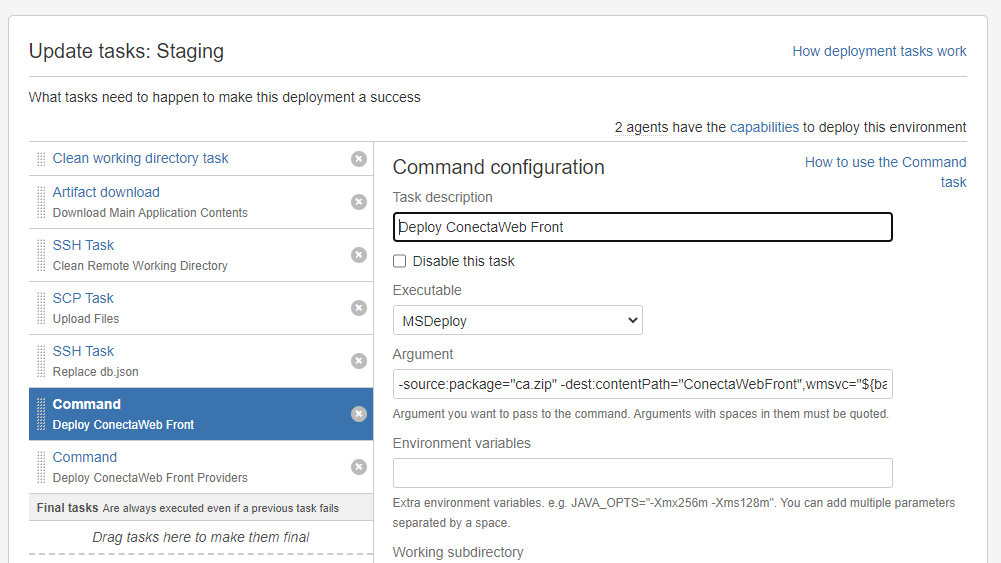 Update tasks: Staging
How deployment tasks work
What tasks need to happen to make this deployment a success
2 agents have the capabilities to deploy this environment
Clean working directory task
Artifact download
Download Main Application Contents
SSH Task
Clean Remote Working Directory
SCP Task
Upload Files
SSH Task
Replace db.json
Command
Deploy ConectaWeb Front
Command
Deploy ConectaWeb Front Providers
Final tasks Are always executed even if a previous task fails
Drag tasks here to make them final
Command configuration
How to use the Command
task
Task description
Deploy ConectaWeb Front
Disable this task
Executable
MSDeploy
Argument
-source:package="ca.zip" -dest:contentPath="ConectaWebFront",wmsvc="${ba
Argument you want to pass to the command. Arguments with spaces in them must be quoted.
Environment variables
Extra environment variables. e.g. JAVA_OPTS="-Xmx256m -Xms128m". You can add multiple parameters
separated by a space.
Working subdirectory